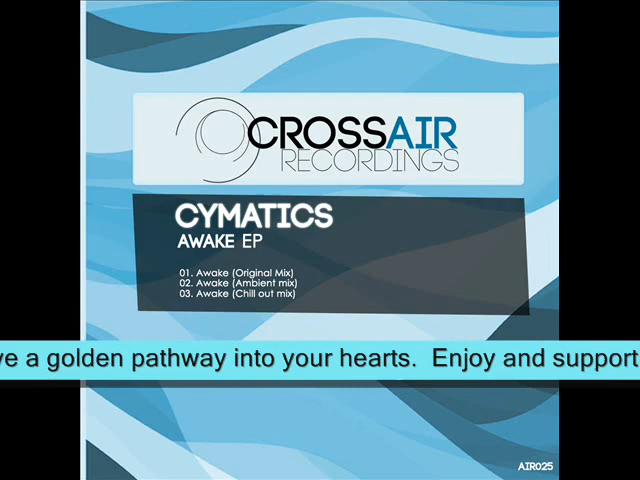 CROSSAIR
RECORDINGS
CYMATICS
AWAKE EP
01. Awake (Original Mix)
02. Awake (Ambient mix)
03. Awake (Chill out mix)
a golden pathway into your hearts.  Enjoy and support
AIR025